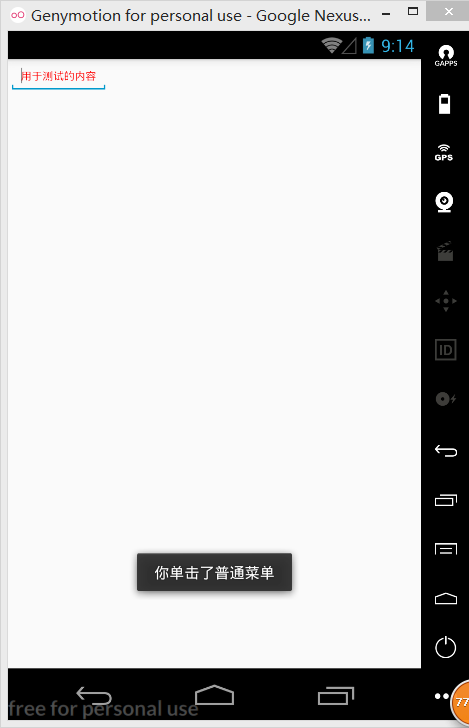 Genymotion for personal use - Google Nexus...
9:14
GAPPS
用于测试的内容
GPS
ID
你单击了普通菜单
free for personal use
77